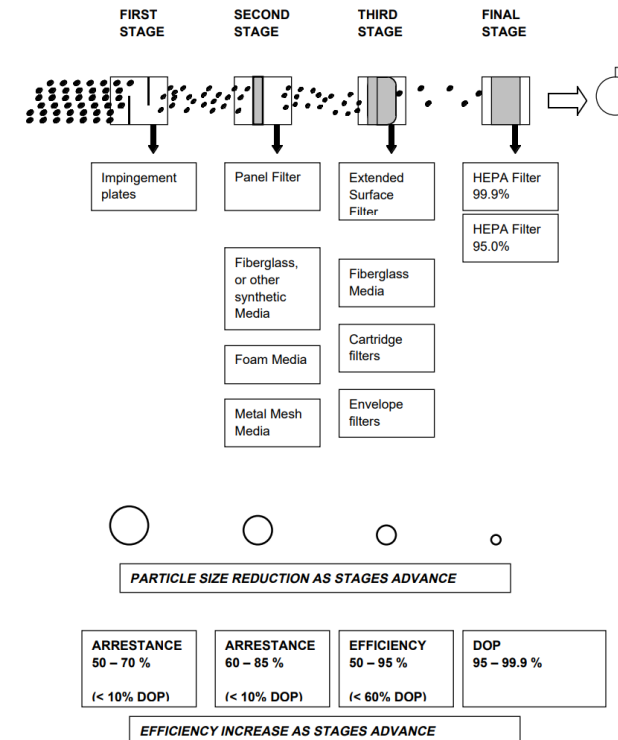 FIRST
STAGE
SECOND
STAGE
THIRD
STAGE
FINAL
STAGE
Impingement
plates
Panel Filter
Extended
Surface
Filter
HEPA Filter
99.9%
HEPA Filter
95.0%
Fiberglass,
or other
synthetic
Media
Fiberglass
Media
Foam Media
Cartridge
filters
Metal Mesh
Media
Envelope
filters
PARTICLE SIZE REDUCTION AS STAGES ADVANCE
ARRESTANCE
50 – 70 %
(< 10% DOP)
ARRESTANCE
60 – 85 %
(< 10% DOP)
EFFICIENCY
50 – 95 %
(< 60% DOP)
DOP
95 – 99.9 %
EFFICIENCY INCREASE AS STAGES ADVANCE